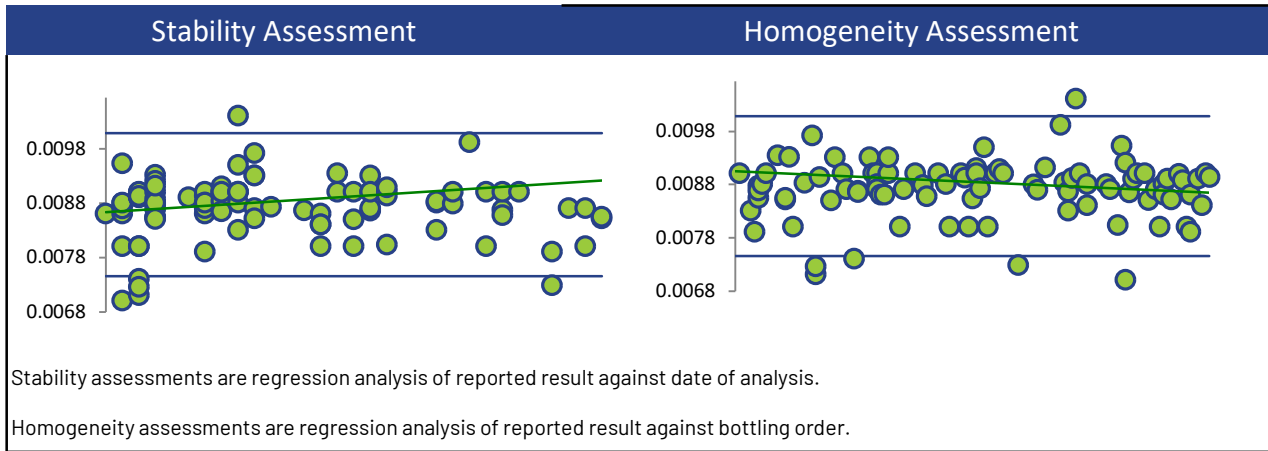 Stability Assessment
Homogeneity Assessment
0.0098
0.0088
0.0078
0.0068
0.0098
0.0088
0.0078
0.0068
Stability assessments are regression analysis of reported result against date of analysis.
Homogeneity assessments are regression analysis of reported result against bottling order.